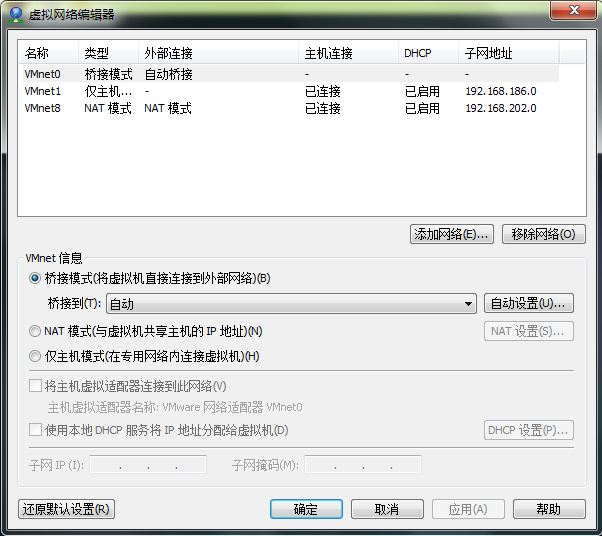 虚拟网络编辑器
名称 类型 外部连接 主机连接 DHCP 子网地址
VMnet0 桥接模式 自动桥接 - - -
VMnet1 仅主机... - 已连接 已启用 192.168.186.0
VMnet8 NAT 模式 NAT 模式 已连接 已启用 192.168.202.0
添加网络(E)... 移除网络(O)
VMnet 信息
桥接模式(将虚拟机直接连接到外部网络)(B)
桥接到(T): 自动 自动设置(U)...
NAT 模式(与虚拟机共享主机的 IP 地址)(N) NAT 设置(S)...
仅主机模式(在专用网络内连接虚拟机)(H)
将主机虚拟适配器连接到此网络(V)
主机虚拟适配器名称: VMware 网络适配器 VMnet0
使用本地 DHCP 服务将 IP 地址分配给虚拟机(D) DHCP 设置(P)...
子网 IP (I): . . . 子网掩码(M): . . .
还原默认设置(R) 确定 取消 应用(A) 帮助